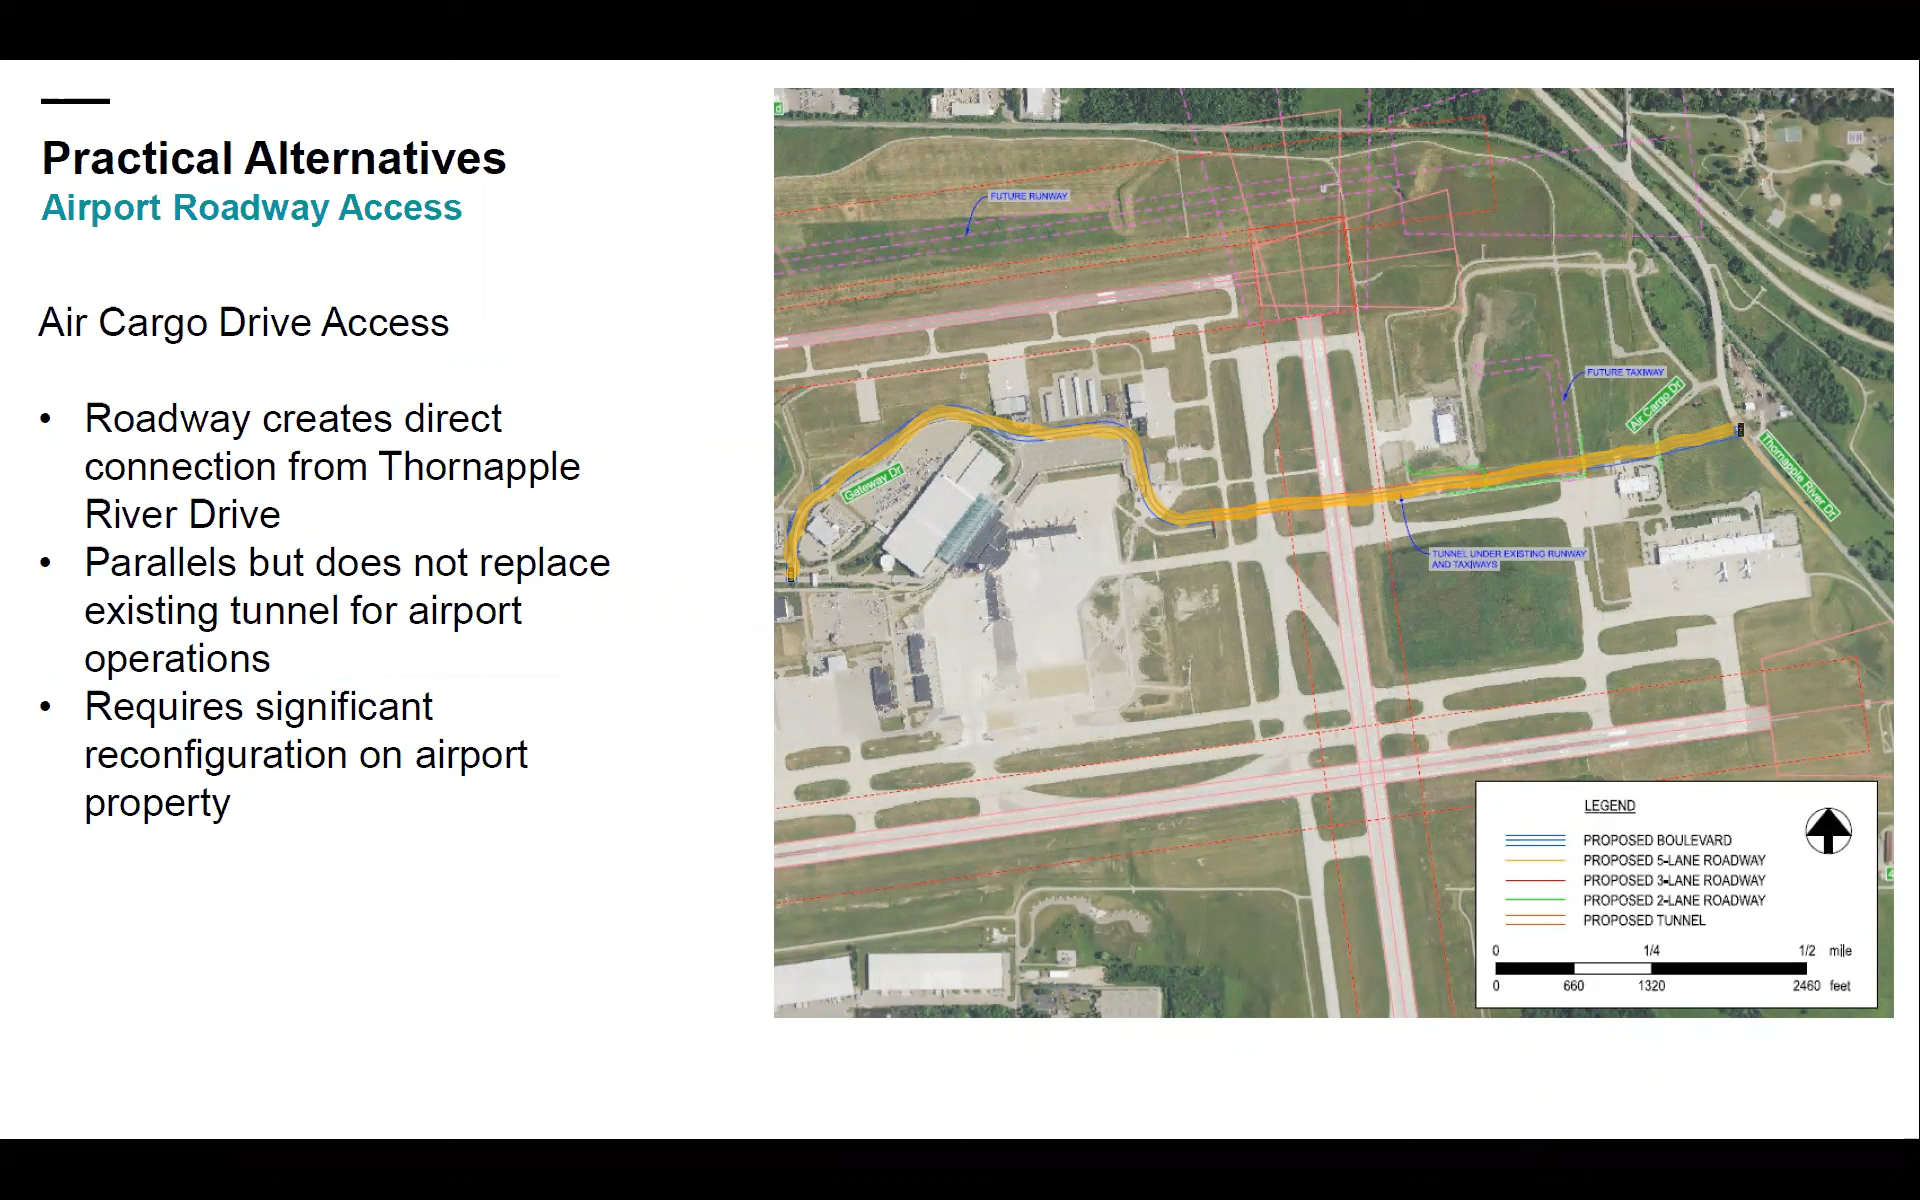 Practical Alternatives
Airport Roadway Access
Air Cargo Drive Access
• Roadway creates direct
connection from Thornapple
River Drive
• Parallels but does not replace
existing tunnel for airport
operations
• Requires significant
reconfiguration on airport
property
FUTURE RUNWAY
FUTURE TAXIWAY
Air Cargo Dr
Thornapple River Dr
Gateway Dr
TUNNEL UNDER EXISTING RUNWAY
AND TAXIWAYS
LEGEND
PROPOSED BOULEVARD
PROPOSED 5-LANE ROADWAY
PROPOSED 3-LANE ROADWAY
PROPOSED 2-LANE ROADWAY
PROPOSED TUNNEL
0 1/4 1/2 mile
0 660 1320 2460 feet